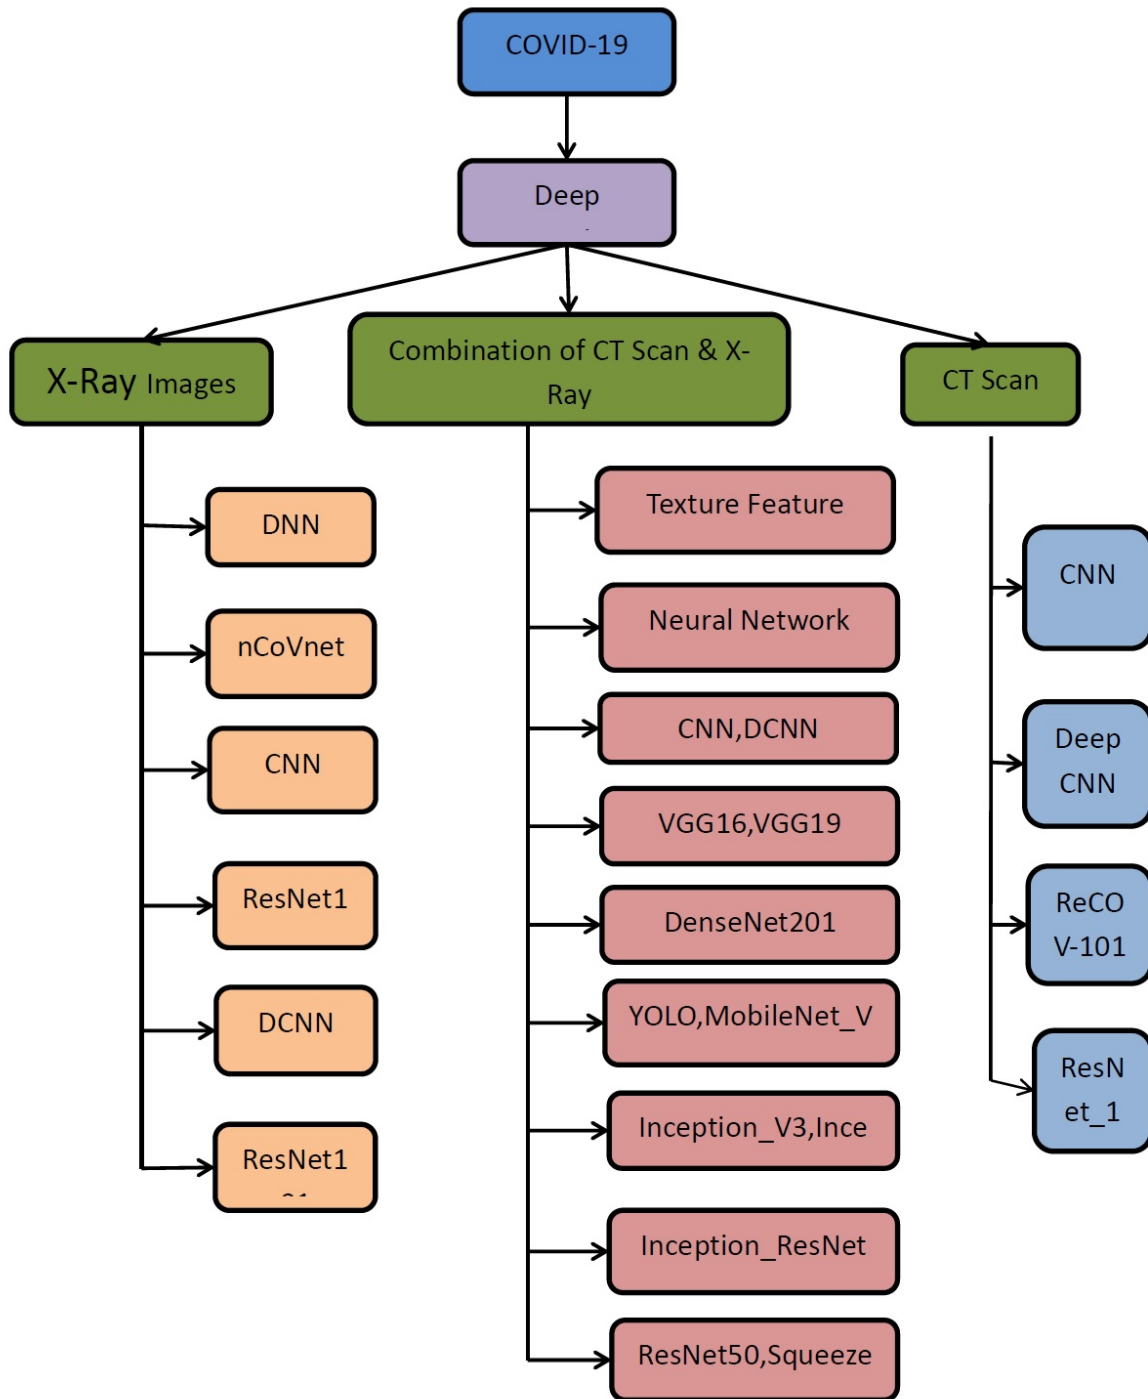 COVID-19
Deep
X-Ray Images
Combination of CT Scan & X-
Ray
CT Scan
DNN
nCoVnet
CNN
ResNet1
DCNN
ResNet1
Texture Feature
Neural Network
CNN,DCNN
VGG16,VGG19
DenseNet201
YOLO,MobileNet_V
Inception_V3,Ince
Inception_ResNet
ResNet50,Squeeze
CNN
Deep
CNN
ReCO
V-101
ResN
et_1